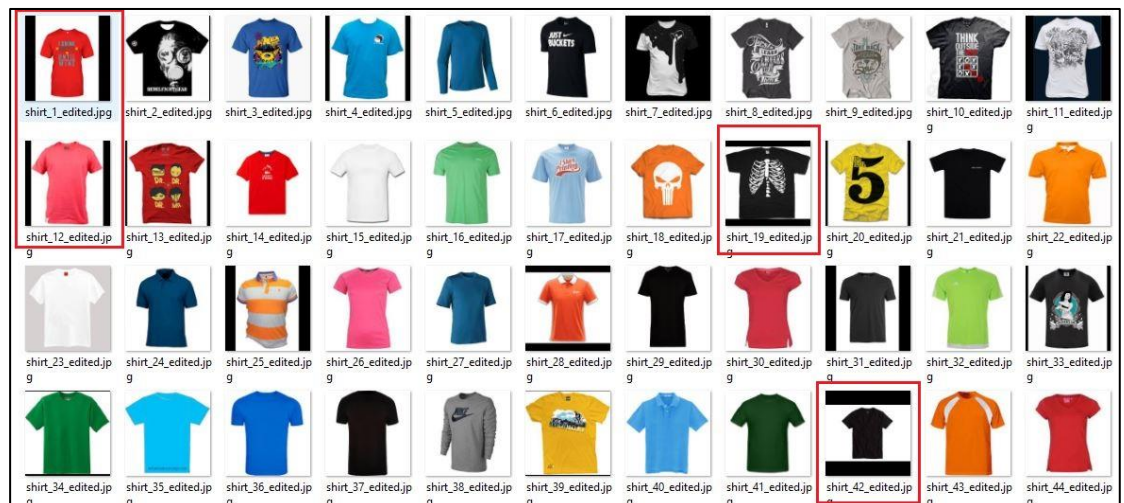 shirt_1_edited.jpg shirt_2_edited.jpg shirt_3_edited.jpg shirt_4_edited.jpg shirt_5_edited.jpg shirt_6_edited.jpg shirt_7_edited.jpg shirt_8_edited.jpg shirt_9_edited.jpg shirt_10_edited.jp shirt_11_edited.jp
g g
JUST
BUCKETS
THINK
OUTSIDE
shirt_12_edited.jp shirt_13_edited.jp shirt_14_edited.jp shirt_15_edited.jp shirt_16_edited.jp shirt_17_edited.jp shirt_18_edited.jp shirt_19_edited.jp shirt_20_edited.jp shirt_21_edited.jp shirt_22_edited.jp
g g g g g g g g g g g
5
shirt_23_edited.jp shirt_24_edited.jp shirt_25_edited.jp shirt_26_edited.jp shirt_27_edited.jp shirt_28_edited.jp shirt_29_edited.jp shirt_30_edited.jp shirt_31_edited.jp shirt_32_edited.jp shirt_33_edited.jp
g g g g g g g g g g g
shirt_34_edited.jp shirt_35_edited.jp shirt_36_edited.jp shirt_37_edited.jp shirt_38_edited.jp shirt_39_edited.jp shirt_40_edited.jp shirt_41_edited.jp shirt_42_edited.jp shirt_43_edited.jp shirt_44_edited.jp